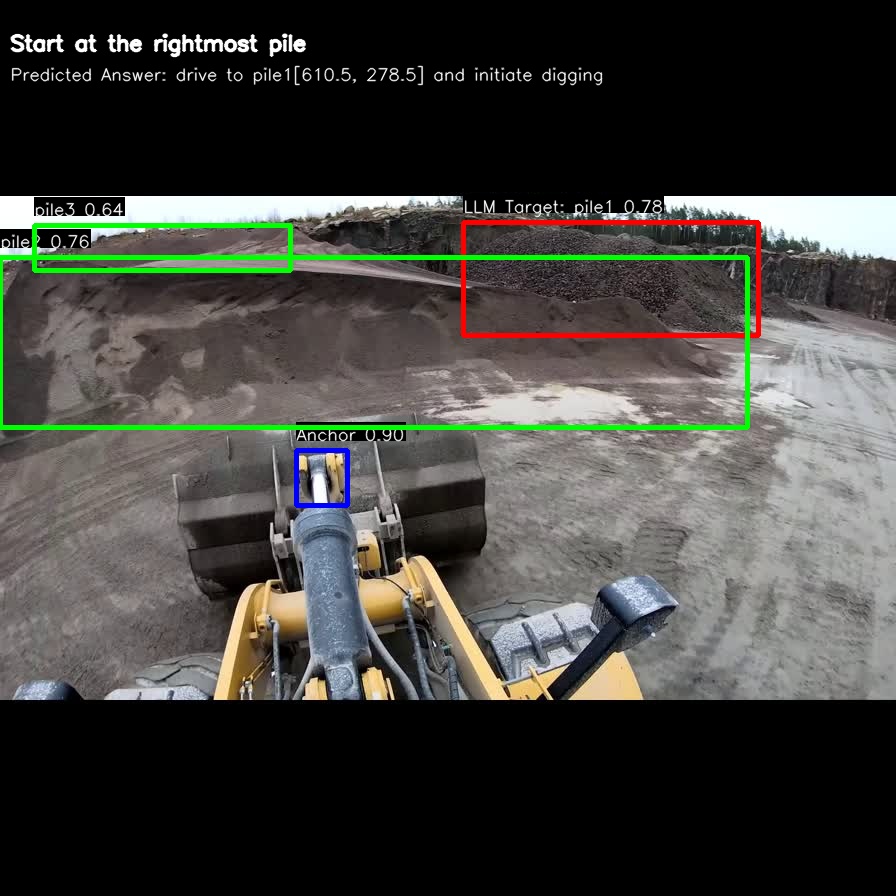 Start at the rightmost pile
Predicted Answer: drive to pile1[610.5, 278.5] and initiate digging
pile3 0.64
LLM Target: pile1 0.78
pile2 0.76
Anchor 0.90